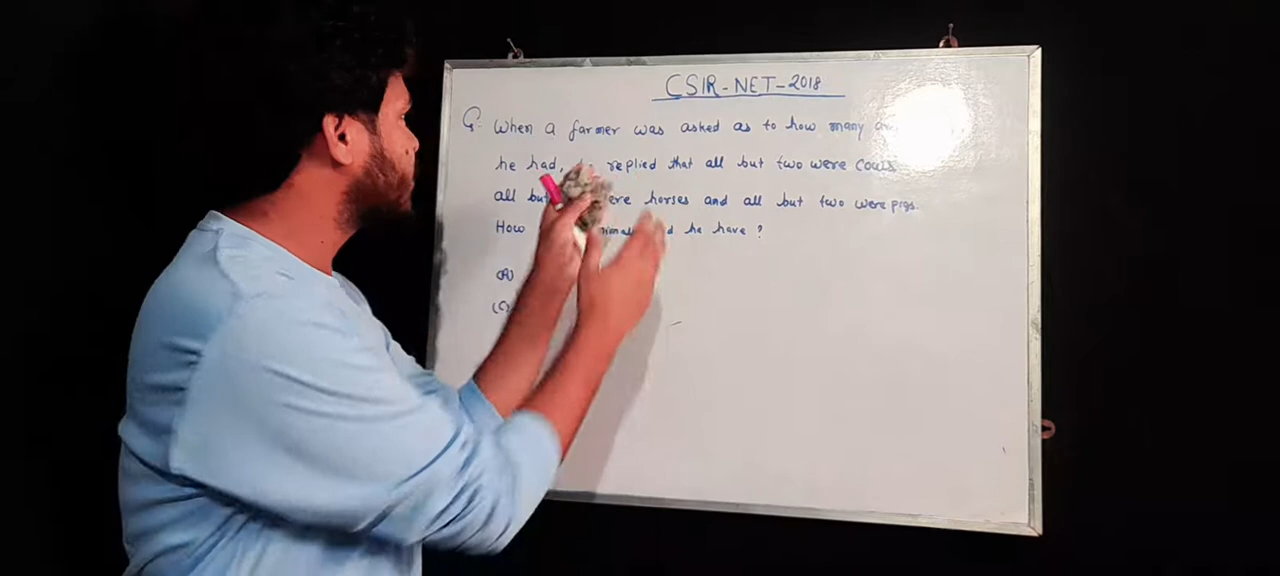 CSIR-NET-2018
Q. When a farmer was asked as to how many
he had, replied that all but two were cows
all but horses and all but two were pigs.
How he have ?
(A)
(C)